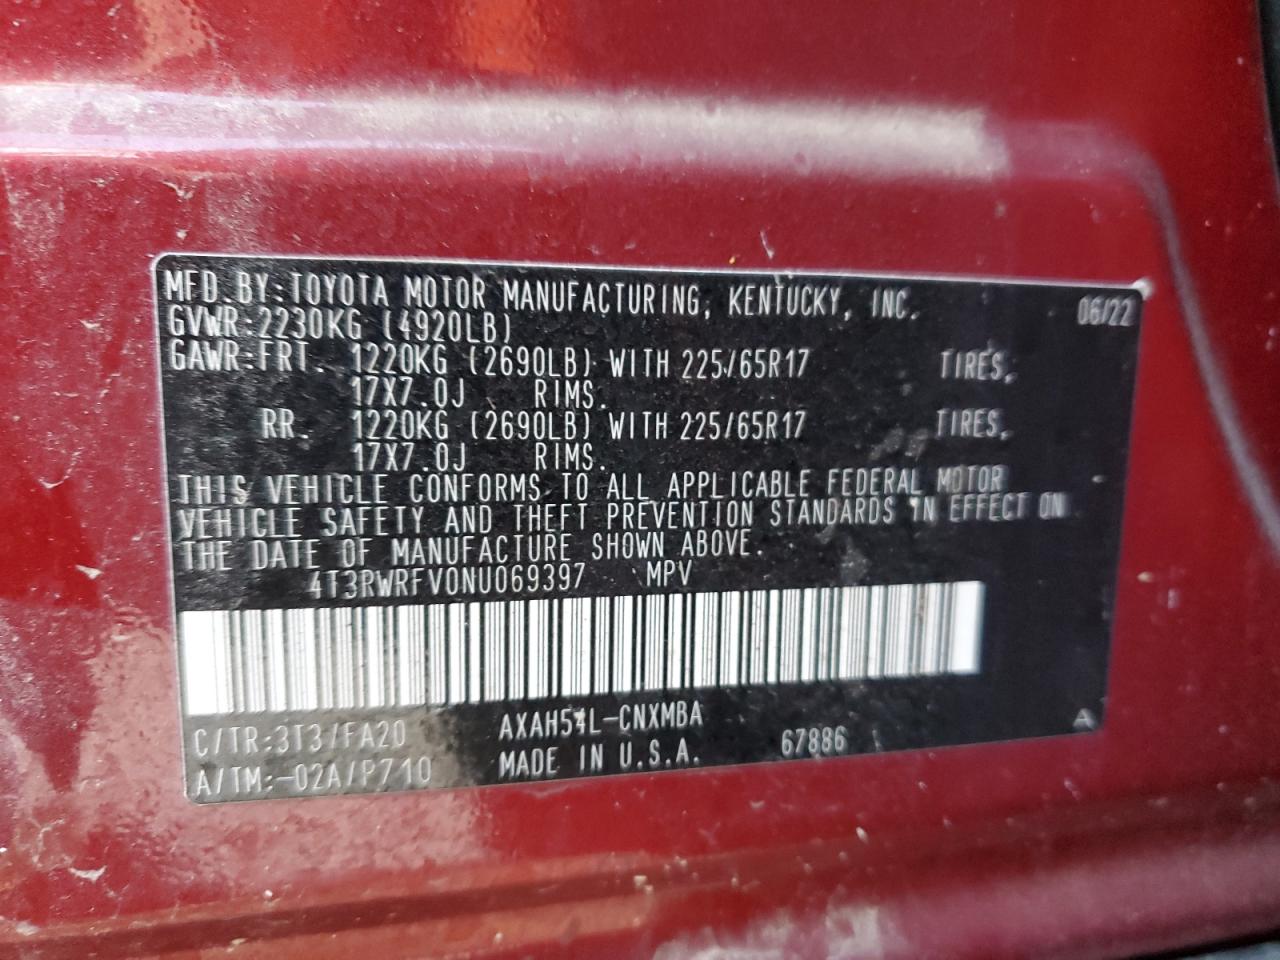 MFD.BY:TOYOTA MOTOR MANUFACTURING, KENTUCKY, INC. 06/22
GVWR:2230KG (4920LB)
GAWR:FRT. 1220KG (2690LB) WITH 225/65R17 TIRES,
17X7.0J RIMS.
RR. 1220KG (2690LB) WITH 225/65R17 TIRES,
17X7.0J RIMS.
THIS VEHICLE CONFORMS TO ALL APPLICABLE FEDERAL MOTOR
VEHICLE SAFETY AND THEFT PREVENTION STANDARDS IN EFFECT ON
THE DATE OF MANUFACTURE SHOWN ABOVE.
4T3RWRFV0NU069397 MPV
C/TR:3T3/FA20 AXAH54L-CNXMBA A
A/TM:-02A/P710 MADE IN U.S.A. 67886